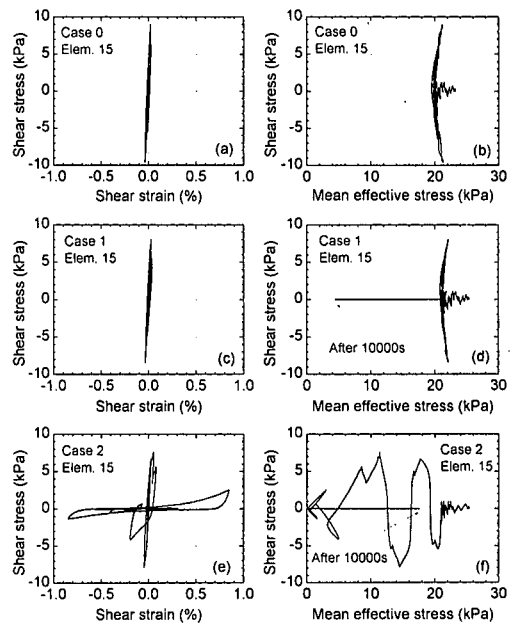 Shear stress (kPa)
10
5
0
-5
-10
Case 0
Elem. 15
(a)
-1.0 -0.5 0.0 0.5 1.0
Shear strain (%)
Shear stress (kPa)
10
5
0
-5
-10
Case 0
Elem. 15
(b)
0 10 20 30
Mean effective stress (kPa)
Shear stress (kPa)
10
5
0
-5
-10
Case 1
Elem. 15
(c)
-1.0 -0.5 0.0 0.5 1.0
Shear strain (%)
Shear stress (kPa)
10
5
0
-5
-10
Case 1
Elem. 15
After 10000s
(d)
0 10 20 30
Mean effective stress (kPa)
Shear stress (kPa)
10
5
0
-5
-10
Case 2
Elem. 15
(e)
-1.0 -0.5 0.0 0.5 1.0
Shear strain (%)
Shear stress (kPa)
10
5
0
-5
-10
Case 2
Elem. 15
After 10000s
(f)
0 10 20 30
Mean effective stress (kPa)